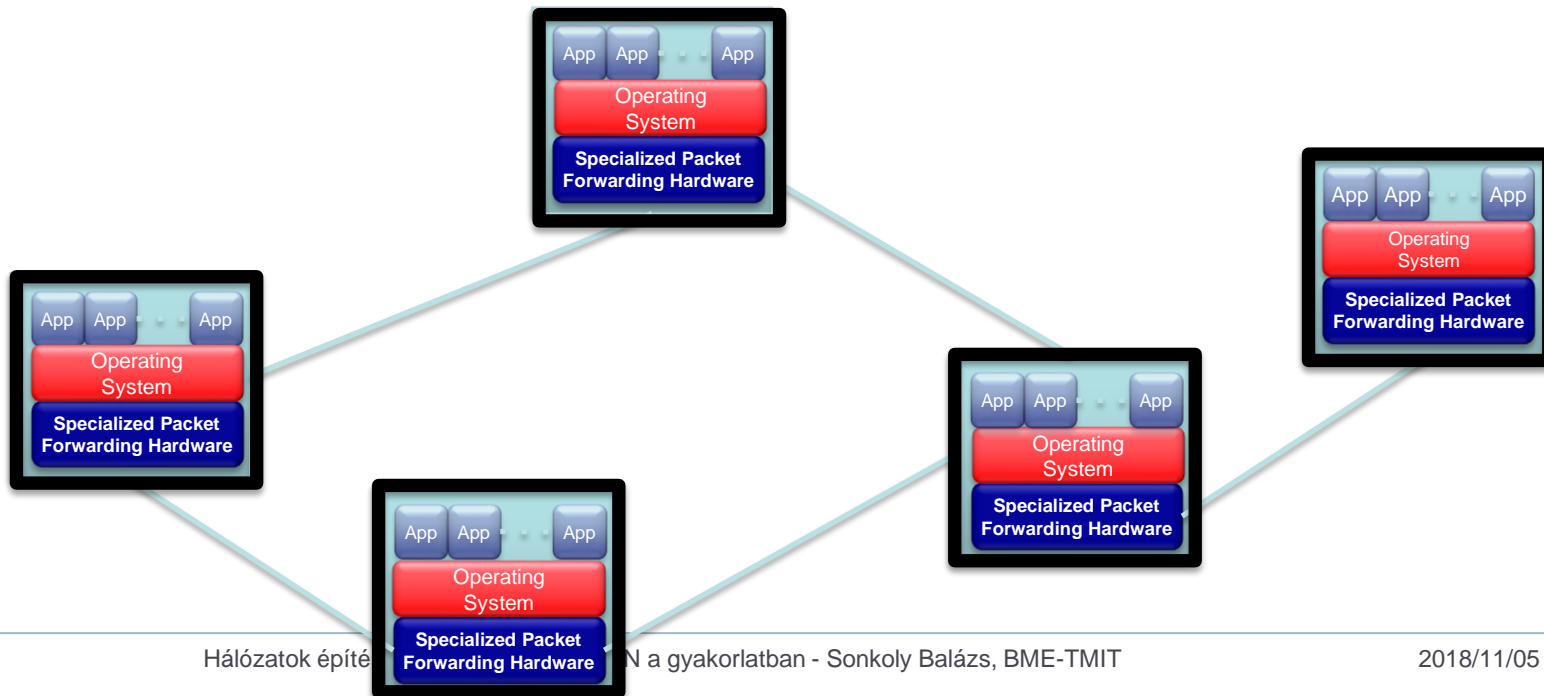 App App App
Operating
System
Specialized Packet
Forwarding Hardware
App App App
Operating
System
Specialized Packet
Forwarding Hardware
App App App
Operating
System
Specialized Packet
Forwarding Hardware
App App App
Operating
System
Specialized Packet
Forwarding Hardware
App App App
Operating
System
Specialized Packet
Forwarding Hardware
Hálózatok építé N a gyakorlatban - Sonkoly Balázs, BME-TMIT 2018/11/05